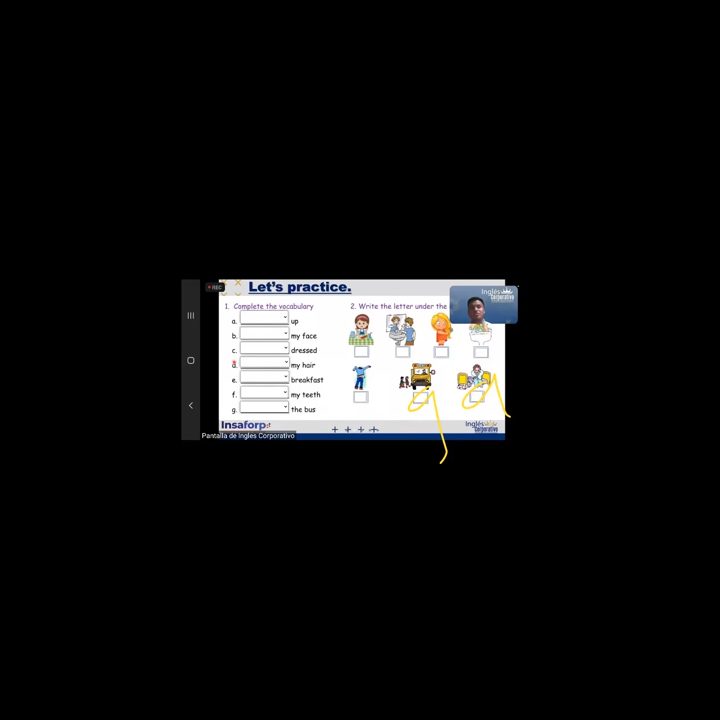 REC
Let's practice.
1. Complete the vocabulary
2. Write the letter under the
a. up
b. my face
c. dressed
d. my hair
e. breakfast
f. my teeth
g. the bus
g
a
Inglés
Corporativo
Insaforp
Inglés
Corporativo
Pantalla de Ingles Corporativo